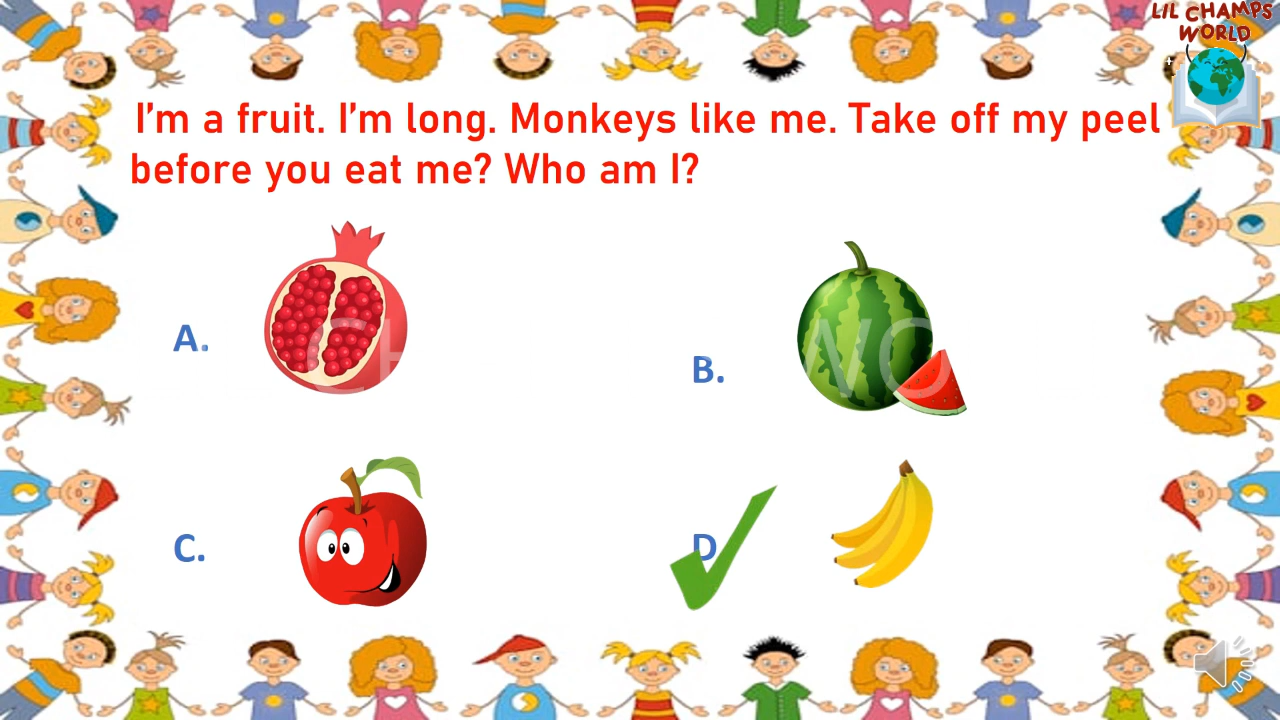 LIL CHAMPS
WORLD
I'm a fruit. I'm long. Monkeys like me. Take off my peel
before you eat me? Who am I?
A.
B.
C.
D